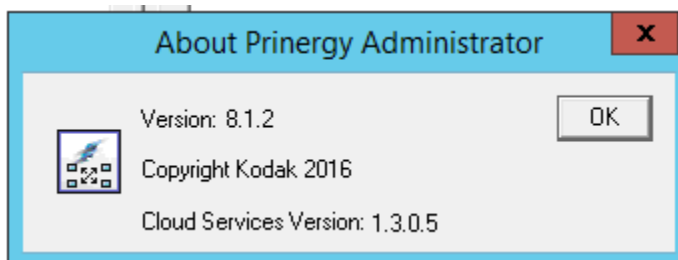 About Prinergy Administrator
x
Version: 8.1.2
OK
Copyright Kodak 2016
Cloud Services Version: 1.3.0.5